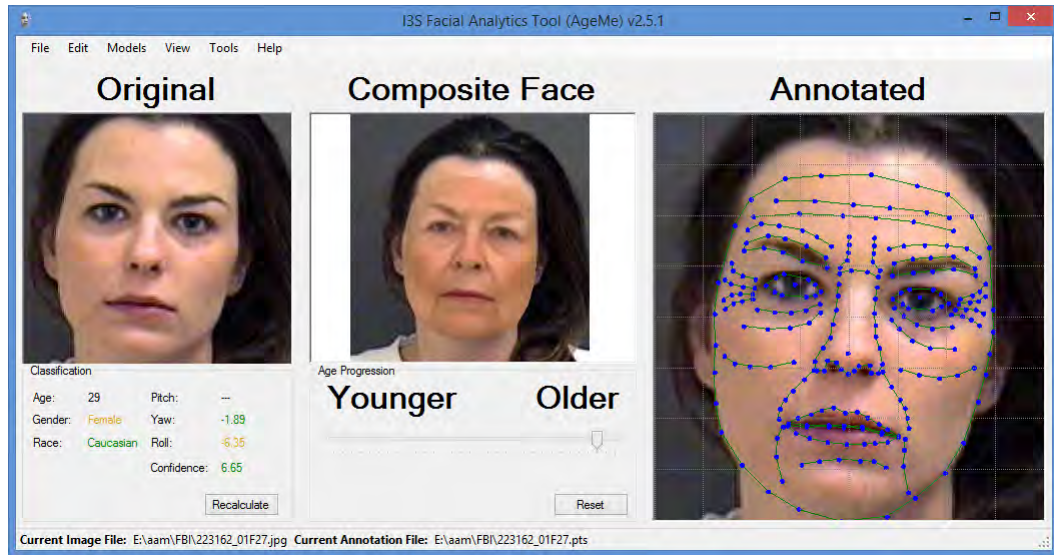 I3S Facial Analytics Tool (AgeMe) v2.5.1
File Edit Models View Tools Help
Original
Composite Face
Annotated
Classification
Age: 29 Pitch: ---
Gender: Female Yaw: -1.89
Race: Caucasian Roll: -6.35
Confidence: 6.65
Recalculate
Age Progression
Younger Older
Reset
Current Image File: E:\aam\FBI\223162_01F27.jpg Current Annotation File: E:\aam\FBI\223162_01F27.pts